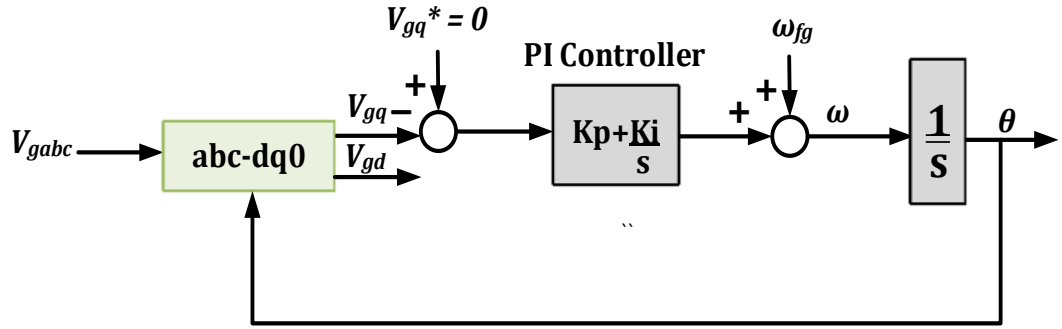 Vgq* = 0
ωfg
PI Controller
+
Vgq −
+
+
ω
θ
Vgabc
abc-dq0
Vgd
Kp+Ki
s
1
s
``